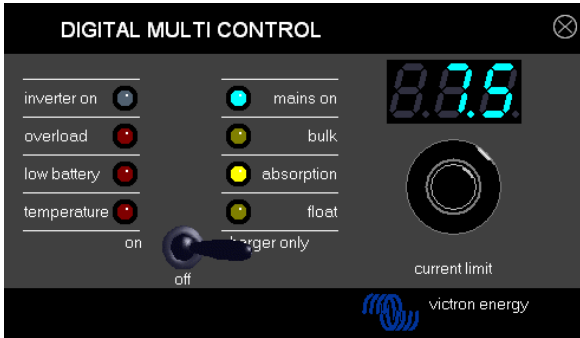 DIGITAL MULTI CONTROL
7.5
inverter on
mains on
overload
bulk
low battery
absorption
temperature
float
on
harger only
off
current limit
victron energy